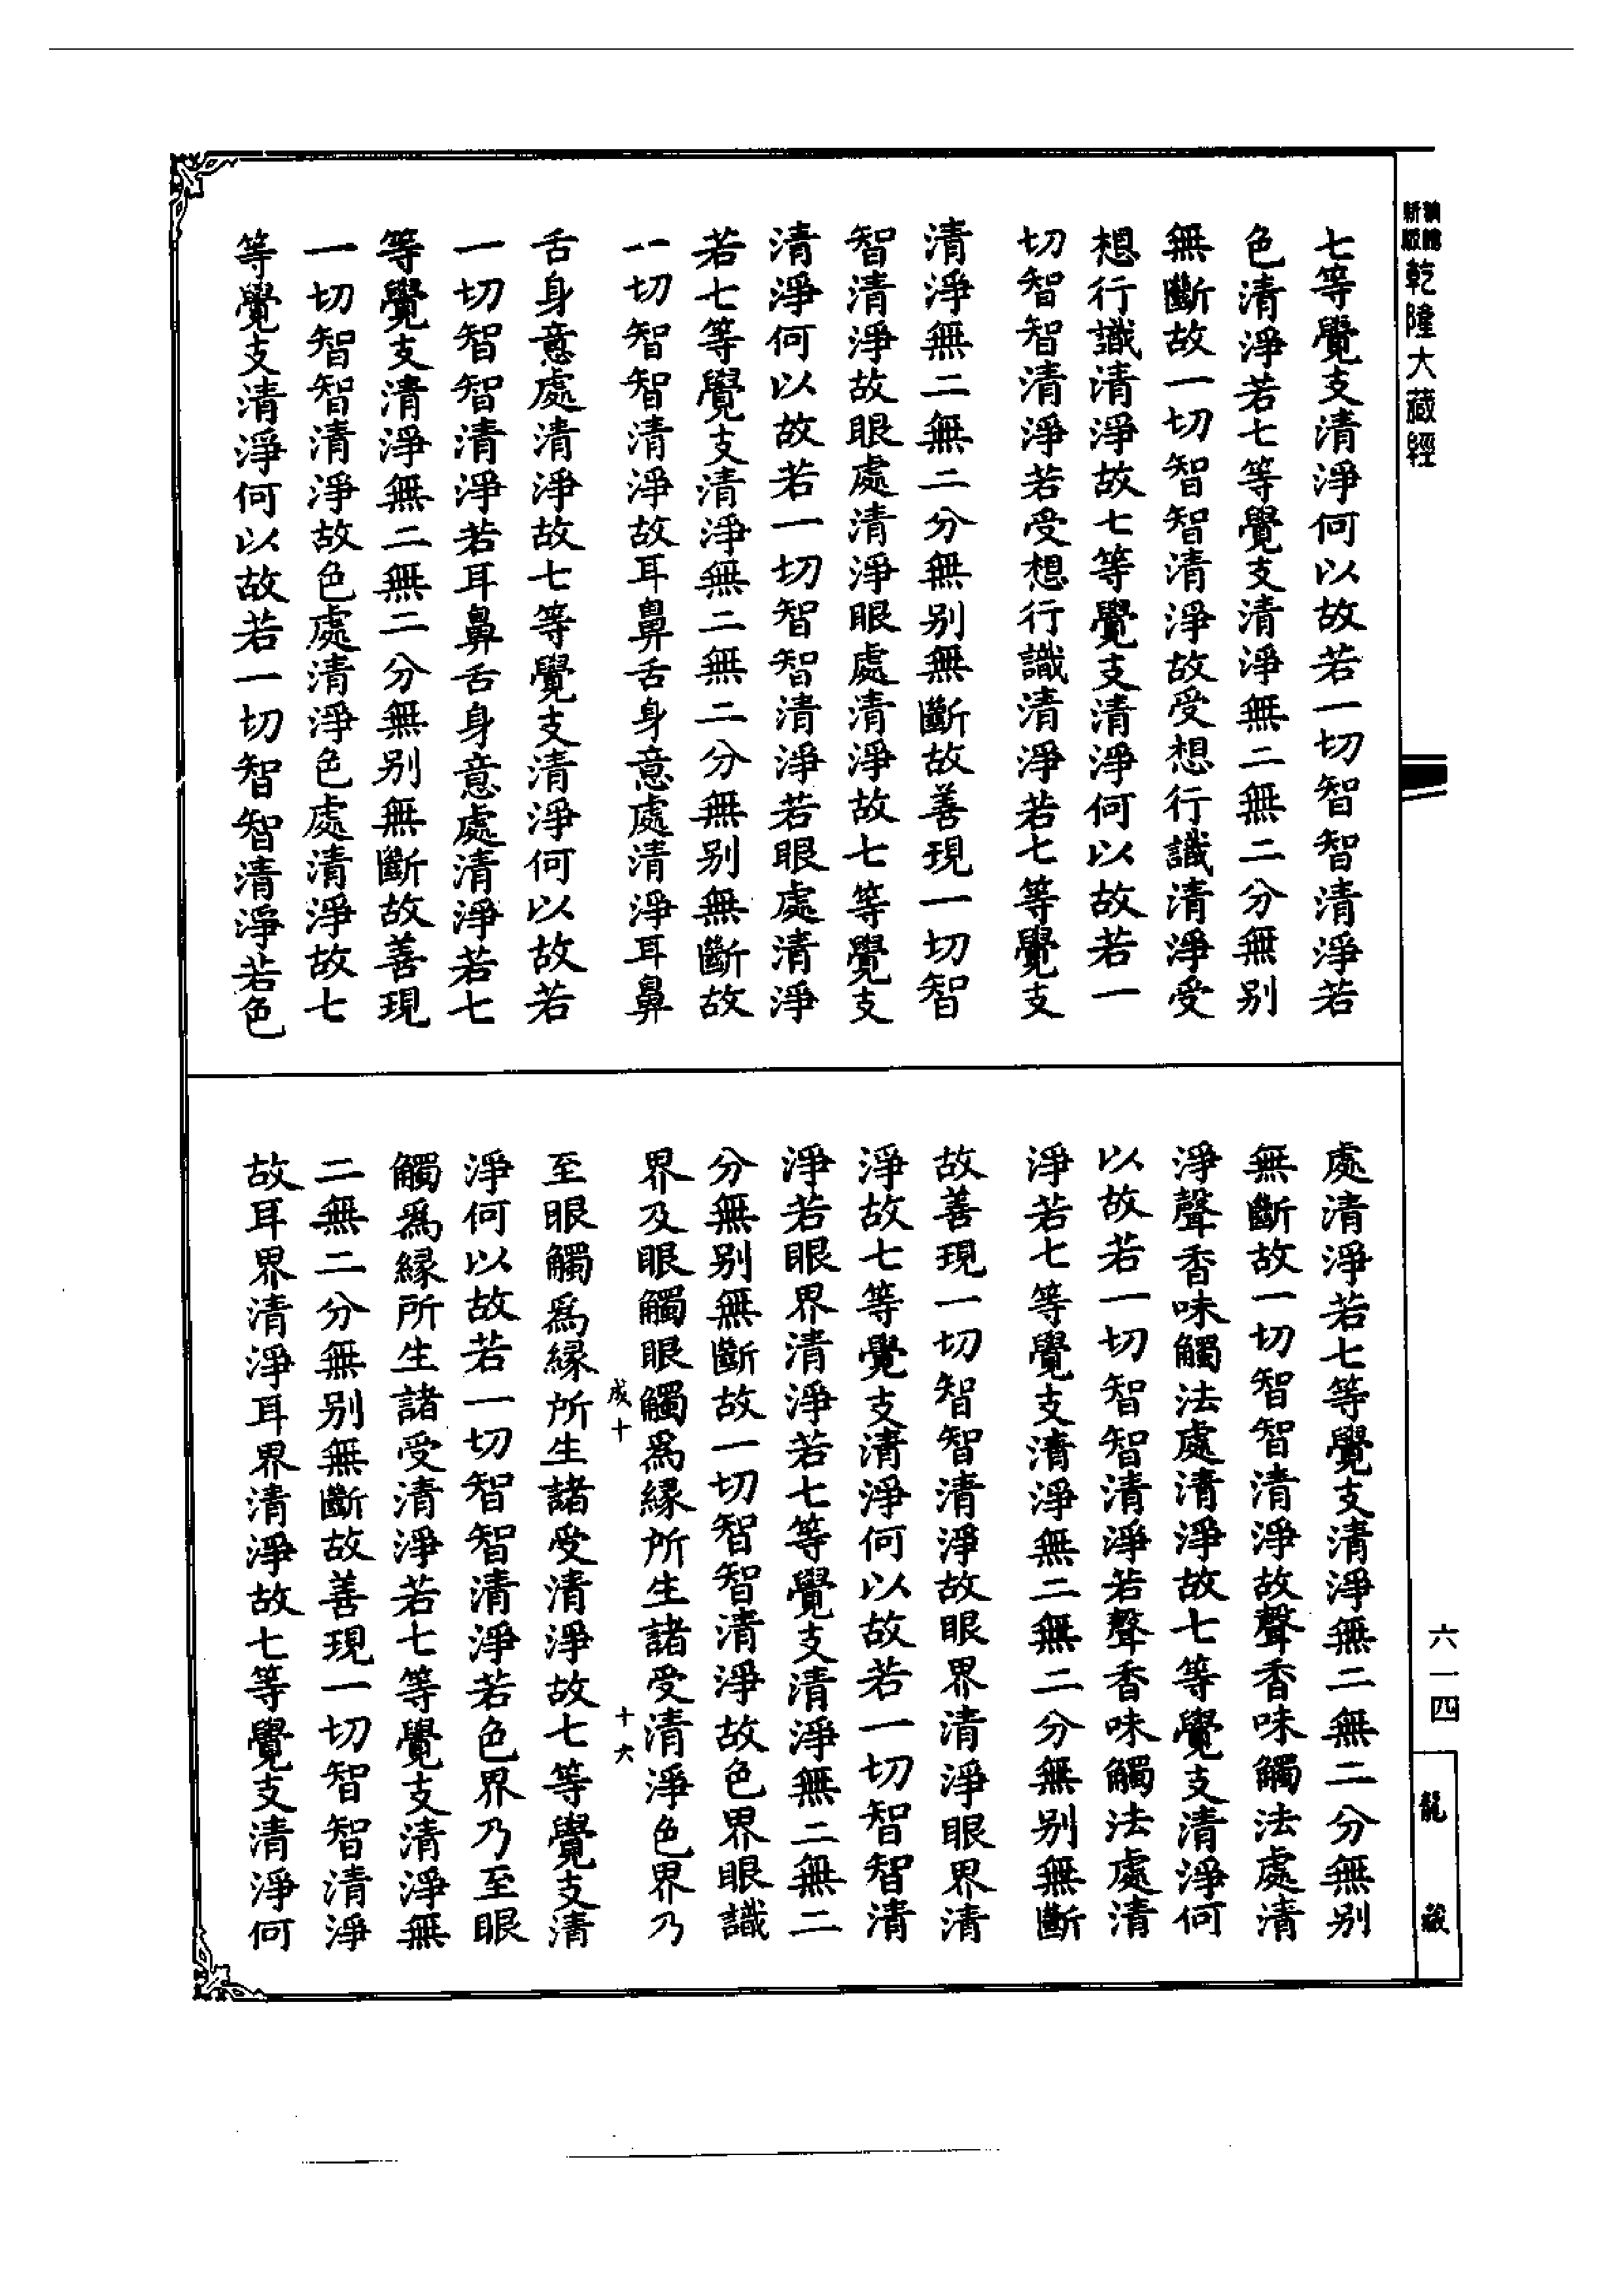 乾隆大藏經
七等覺支清淨何以故若一切智智清淨若
色清淨若七等覺支清淨無二無二分無別
無斷故一切智智清淨故受想行識清淨受
想行識清淨故七等覺支清淨何以故若一
切智智清淨若受想行識清淨若七等覺支
清淨無二無二分無別無斷故善現一切智
智清淨故眼處清淨眼處清淨故七等覺支
清淨何以故若一切智智清淨若眼處清淨
若七等覺支清淨無二無二分無別無斷故
一切智智清淨故耳鼻舌身意處清淨耳鼻
舌身意處清淨故七等覺支清淨何以故若
一切智智清淨若耳鼻舌身意處清淨若七
等覺支清淨無二無二分無別無斷故善現
一切智智清淨故色處清淨色處清淨故七
等覺支清淨何以故若一切智智清淨若色
處清淨若七等覺支清淨無二無二分無別
無斷故一切智智清淨故聲香味觸法處清
淨聲香味觸法處清淨故七等覺支清淨何
以故若一切智智清淨若聲香味觸法處清
淨若七等覺支清淨無二無二分無別無斷
故善現一切智智清淨故眼界清淨眼界清
淨故七等覺支清淨何以故若一切智智清
淨若眼界清淨若七等覺支清淨無二無二
分無別無斷故一切智智清淨故色界眼識
界及眼觸眼觸爲緣所生諸受清淨色界乃
成十
十六
至眼觸爲緣所生諸受清淨故七等覺支清
淨何以故若一切智智清淨若色界乃至眼
觸爲緣所生諸受清淨若七等覺支清淨無
二無二分無別無斷故善現一切智智清淨
故耳界清淨耳界清淨故七等覺支清淨何
六一四
龍藏